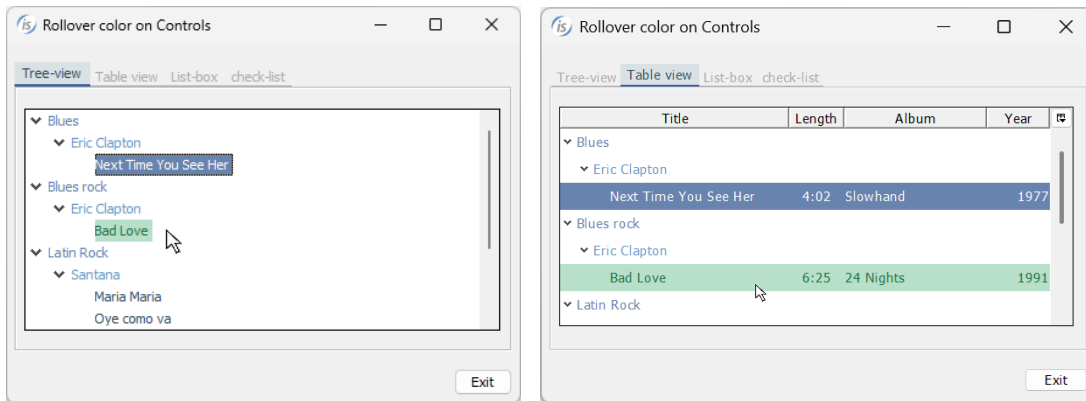 is Rollover color on Controls
Tree-view Table view List-box check-list
Blues
Eric Clapton
Next Time You See Her
Blues rock
Eric Clapton
Bad Love
Latin Rock
Santana
Maria Maria
Oye como va
Exit
is Rollover color on Controls
Tree-view Table view List-box check-list
Title Length Album Year
Blues
Eric Clapton
Next Time You See Her 4:02 Slowhand 1977
Blues rock
Eric Clapton
Bad Love 6:25 24 Nights 1991
Latin Rock
Exit